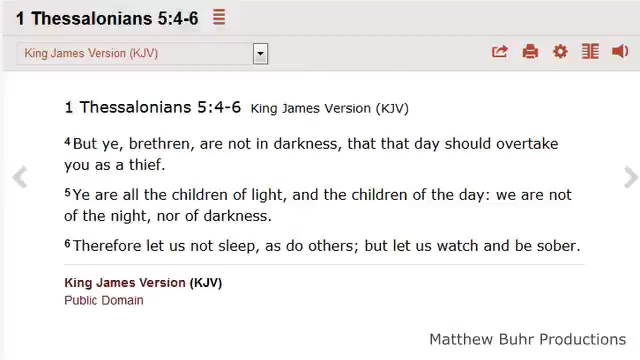 1 Thessalonians 5:4-6
King James Version (KJV)
1 Thessalonians 5:4-6 King James Version (KJV)
4 But ye, brethren, are not in darkness, that that day should overtake
you as a thief.
5 Ye are all the children of light, and the children of the day: we are not
of the night, nor of darkness.
6 Therefore let us not sleep, as do others; but let us watch and be sober.
King James Version (KJV)
Public Domain
Matthew Buhr Productions